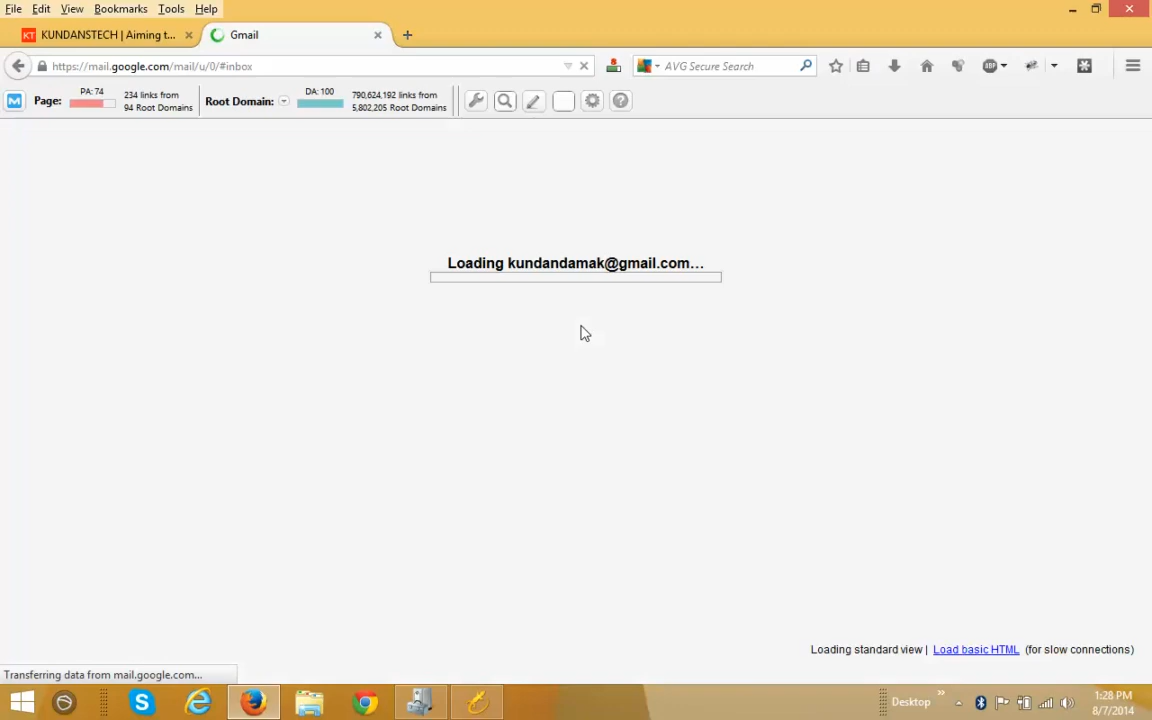 File Edit View Bookmarks Tools Help
KT KUNDANSTECH | Aiming t... Gmail
https://mail.google.com/mail/u/0/#inbox
AVG Secure Search
ABP
Page: PA: 74
234 links from
94 Root Domains
Root Domain: DA: 100
790,624,192 links from
5,802,205 Root Domains
Loading kundandamak@gmail.com...
Loading standard view | Load basic HTML (for slow connections)
Transferring data from mail.google.com...
Desktop
1:28 PM
8/7/2014